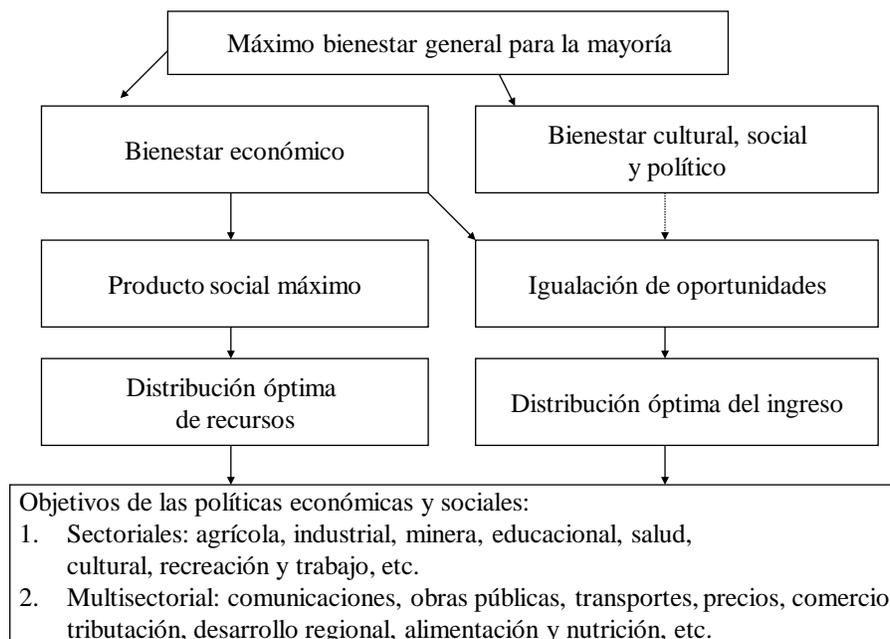 Máximo bienestar general para la mayoría
Bienestar económico
Bienestar cultural, social
y político
Producto social máximo
Igualación de oportunidades
Distribución óptima
de recursos
Distribución óptima del ingreso
Objetivos de las políticas económicas y sociales:
1. Sectoriales: agrícola, industrial, minera, educacional, salud,
cultural, recreación y trabajo, etc.
2. Multisectorial: comunicaciones, obras públicas, transportes, precios, comercio
tributación, desarrollo regional, alimentación y nutrición, etc.